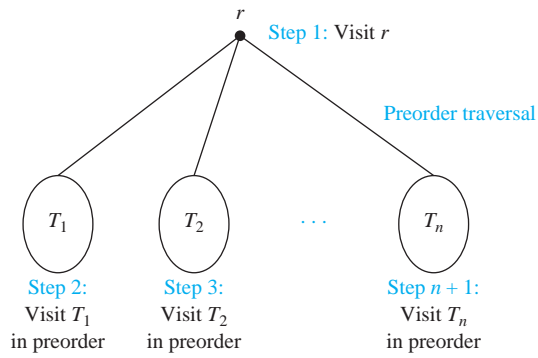 r
Step 1: Visit r
Preorder traversal
T1 T2 . . . Tn
Step 2: Step 3: Step n + 1:
Visit T1 Visit T2 Visit Tn
in preorder in preorder in preorder